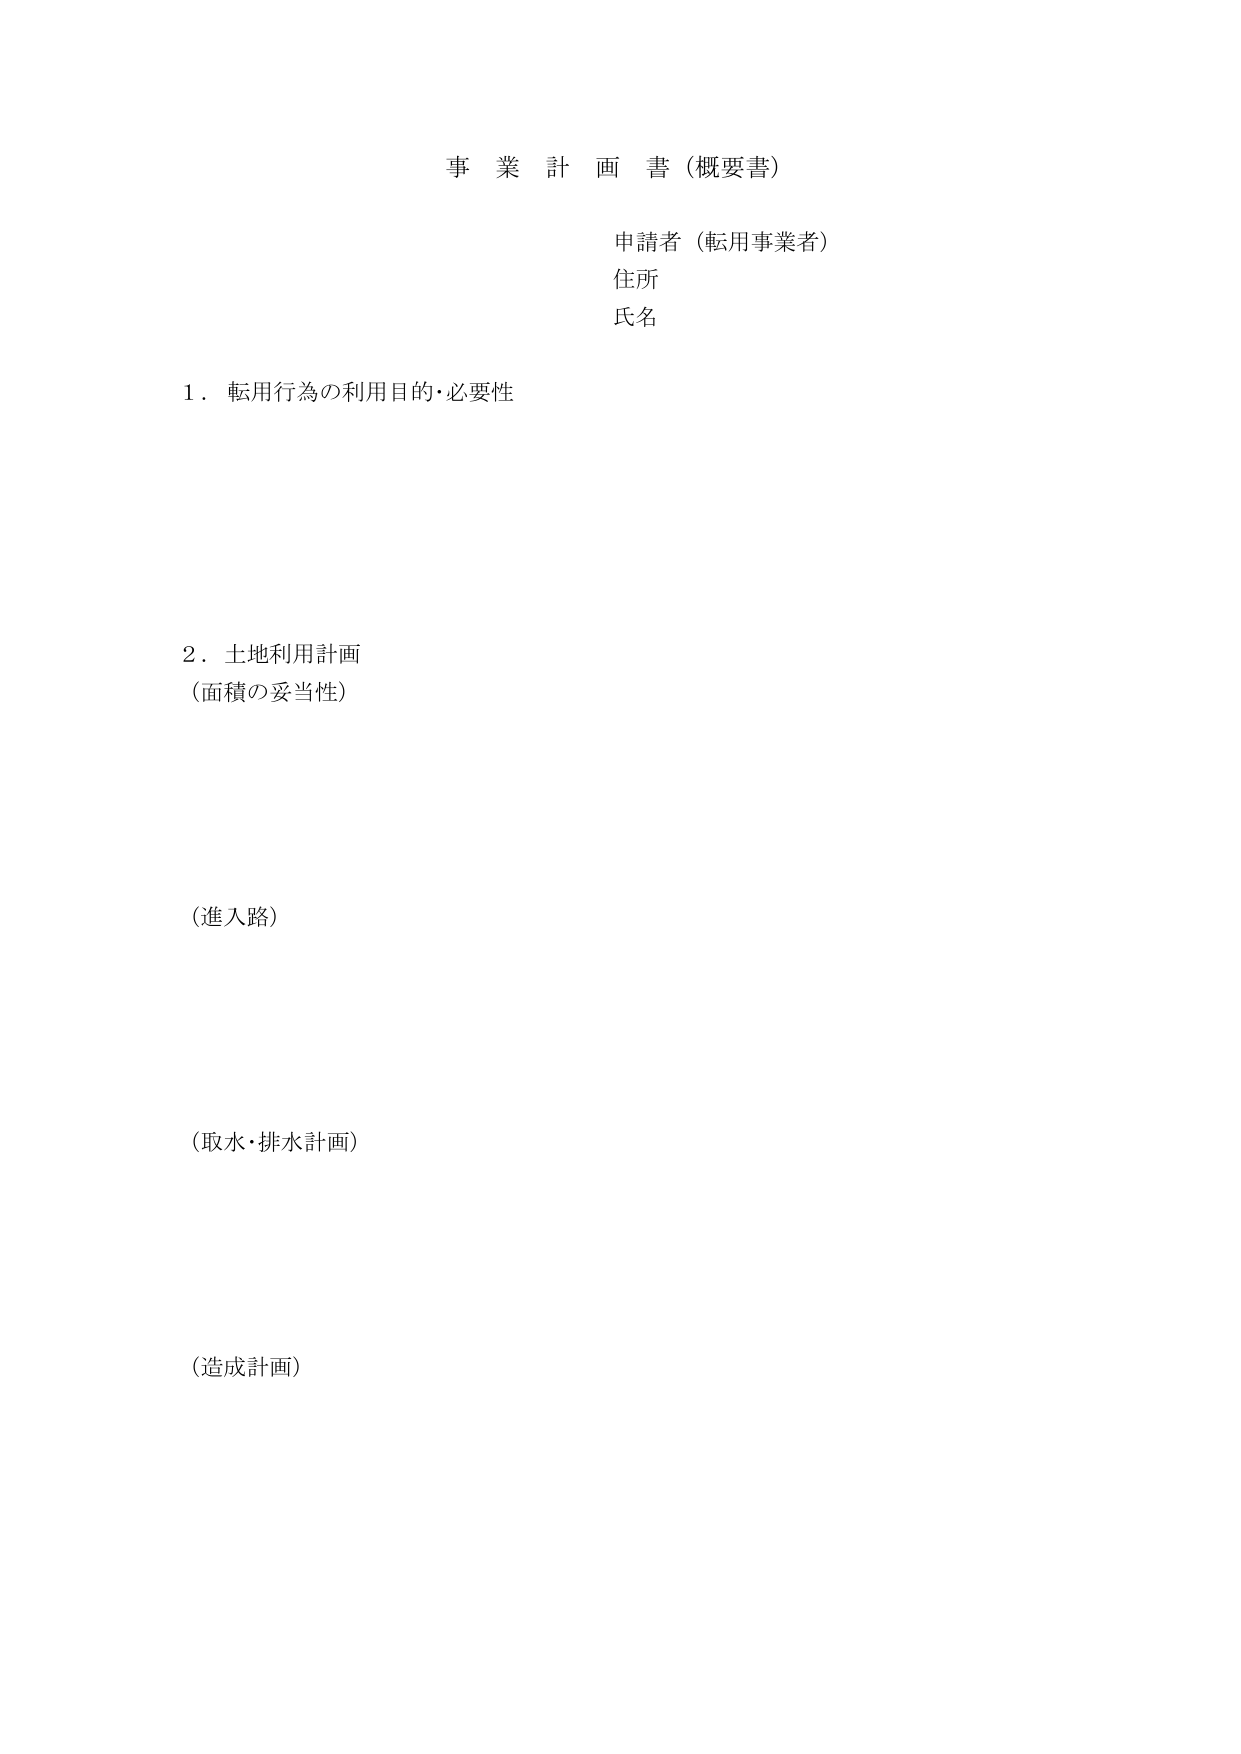 事　業　計　画　書（概要書）
申請者（転用事業者）
住所
氏名
１．転用行為の利用目的･必要性
２．土地利用計画
（面積の妥当性）
（進入路）
（取水･排水計画）
（造成計画）